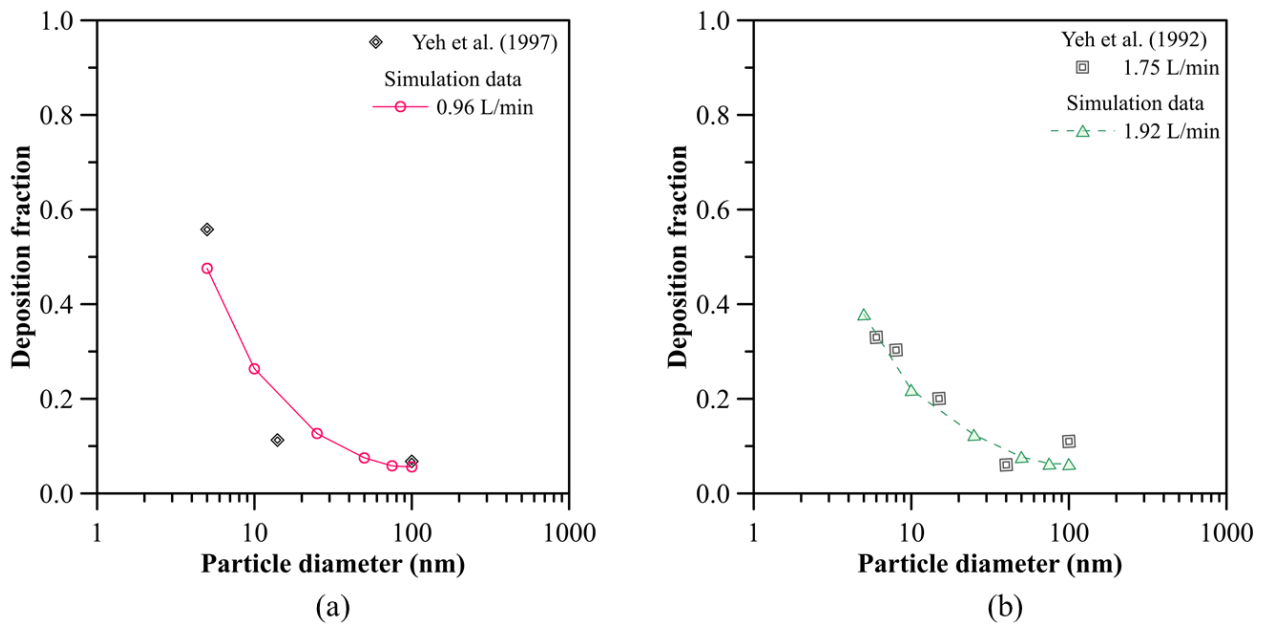 1.0
0.8
0.6
0.4
0.2
0.0
Deposition fraction
Yeh et al. (1997)
Simulation data
0.96 L/min
1 10 100 1000
Particle diameter (nm)
(a)
1.0
0.8
0.6
0.4
0.2
0.0
Deposition fraction
Yeh et al. (1992)
1.75 L/min
Simulation data
1.92 L/min
1 10 100 1000
Particle diameter (nm)
(b)